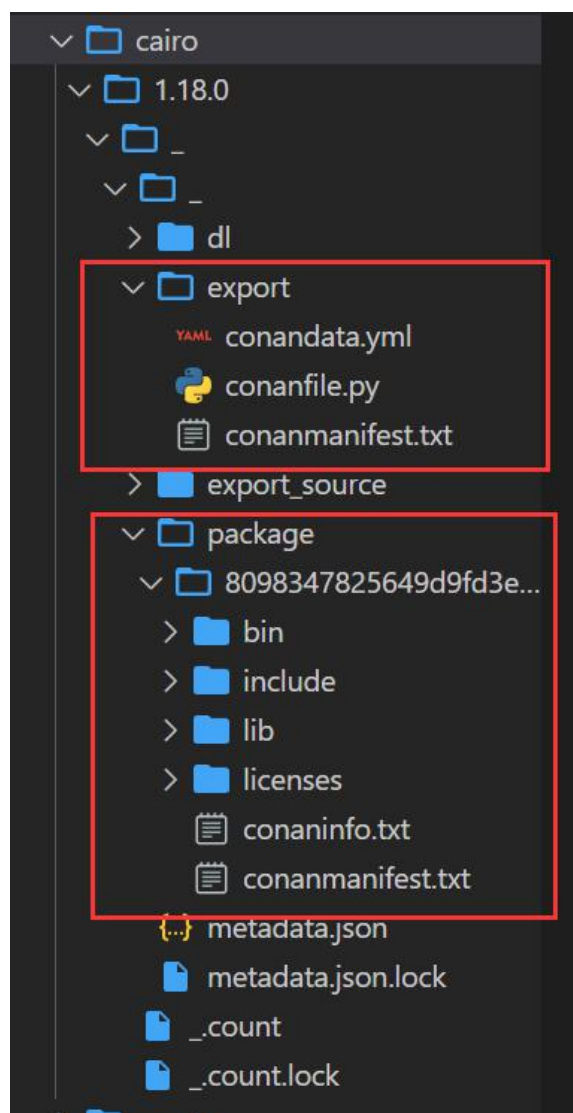 cairo
1.18.0
_
_
dl
export
YAML conandata.yml
conanfile.py
conanmanifest.txt
export_source
package
8098347825649d9fd3e...
bin
include
lib
licenses
conaninfo.txt
conanmanifest.txt
{...} metadata.json
metadata.json.lock
_.count
_.count.lock